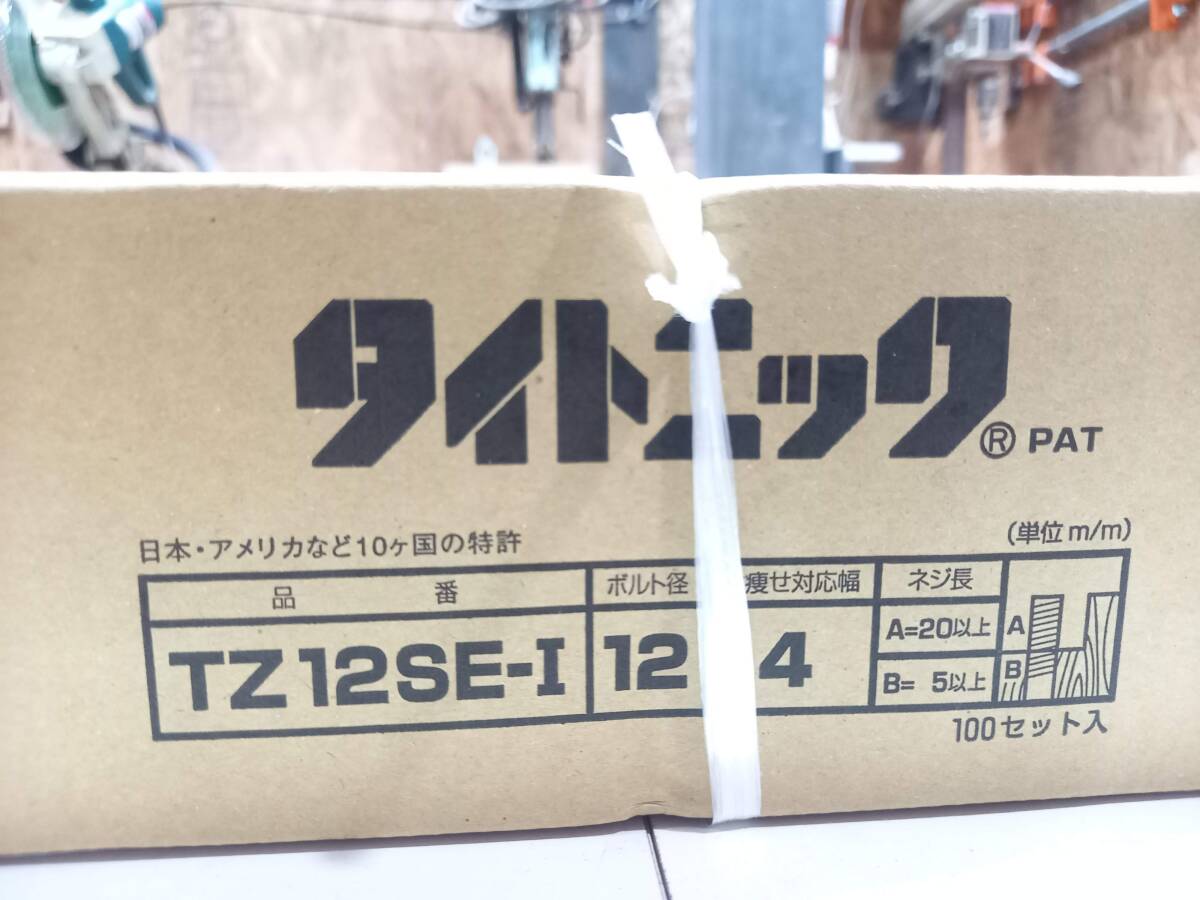 タイトニック® PAT
日本・アメリカなど10ヶ国の特許
(単位 m/m)
品 番 ボルト径 痩せ対応幅 ネジ長
TZ12SE-I 12 4 A=20以上 A
B= 5以上 B
100セット入